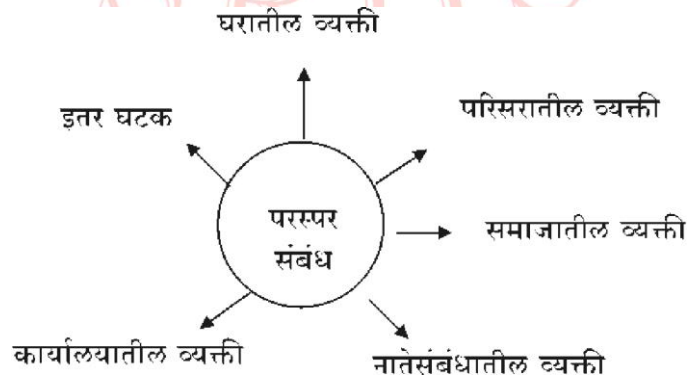 घरातील व्यक्ती
इतर घटक
परिसरातील व्यक्ती
परस्पर
संबंध
समाजातील व्यक्ती
कार्यालयातील व्यक्ती
नातेसंबंधातील व्यक्ती